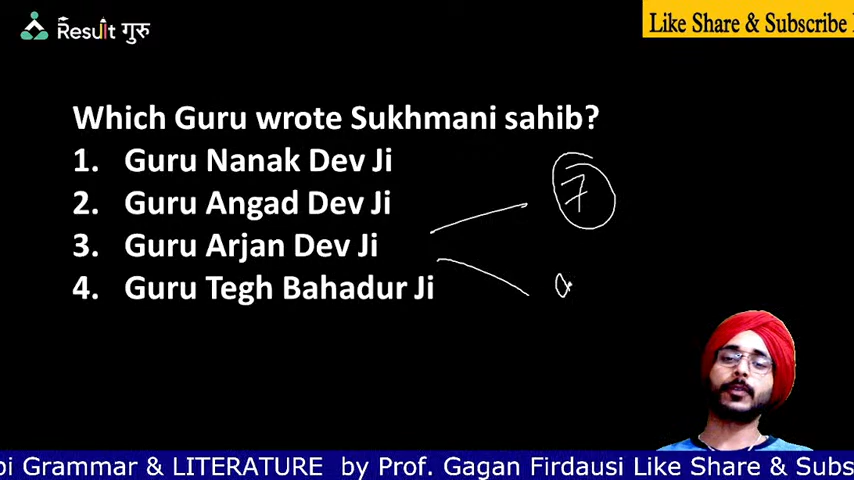 Result गुरु
Like Share & Subscribe
Which Guru wrote Sukhmani sahib?
1. Guru Nanak Dev Ji
2. Guru Angad Dev Ji
3. Guru Arjan Dev Ji
4. Guru Tegh Bahadur Ji
7
Grammar & LITERATURE by Prof. Gagan Firdausi Like Share & Subs